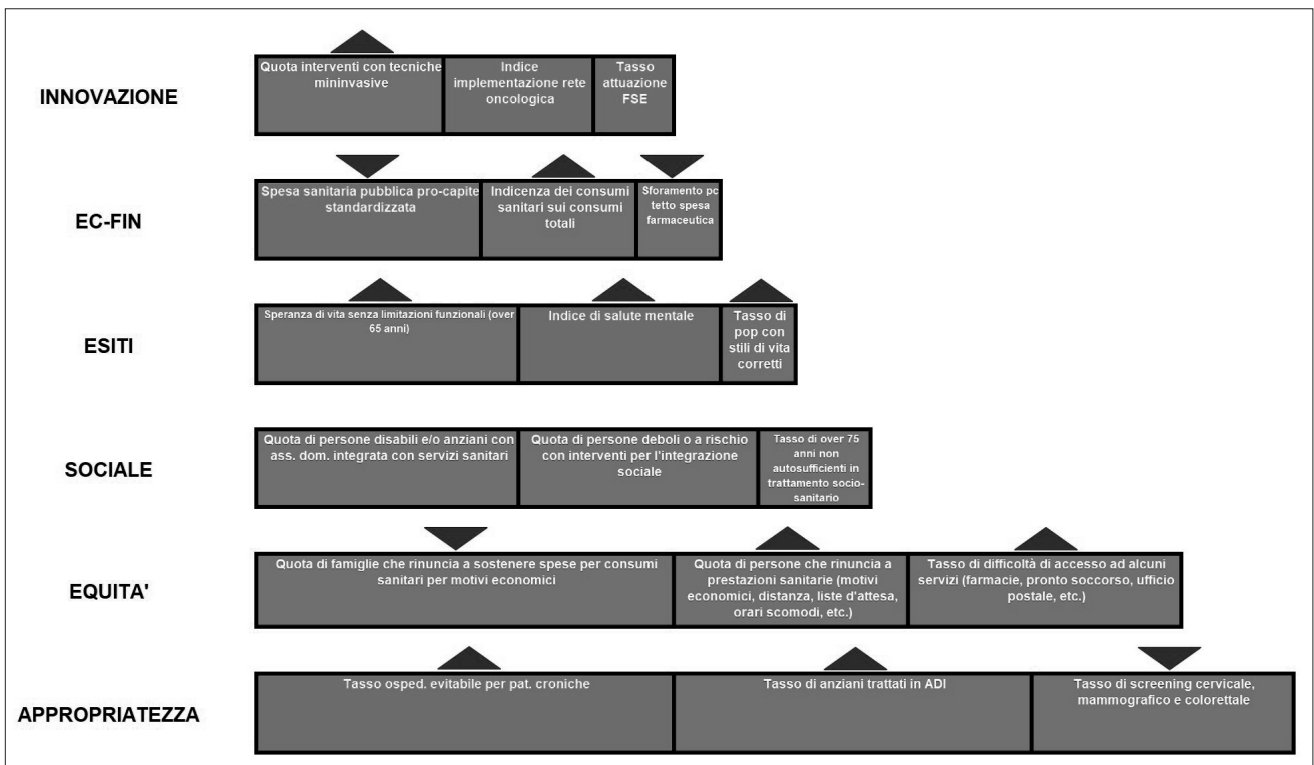 INNOVAZIONE
Quota interventi con tecniche
mininvasive
Indice
implementazione rete
oncologica
Tasso
attuazione
FSE
EC-FIN
Spesa sanitaria pubblica pro-capite
standardizzata
Indicenza dei consumi
sanitari sui consumi
totali
Sforamento pc
tetto spesa
farmaceutica
ESITI
Speranza di vita senza limitazioni funzionali (over
65 anni)
Indice di salute mentale
Tasso di
pop con
stili di vita
corretti
SOCIALE
Quota di persone disabili e/o anziani con
ass. dom. integrata con servizi sanitari
Quota di persone deboli o a rischio
con interventi per l'integrazione
sociale
Tasso di over 75
anni non
autosufficienti in
trattamento socio-
sanitario
EQUITA'
Quota di famiglie che rinuncia a sostenere spese per consumi
sanitari per motivi economici
Quota di persone che rinuncia a
prestazioni sanitarie (motivi
economici, distanza, liste d'attesa,
orari scomodi, etc.)
Tasso di difficoltà di accesso ad alcuni
servizi (farmacie, pronto soccorso, ufficio
postale, etc.)
APPROPRIATEZZA
Tasso osped. evitabile per pat. croniche
Tasso di anziani trattati in ADI
Tasso di screening cervicale,
mammografico e colorettale